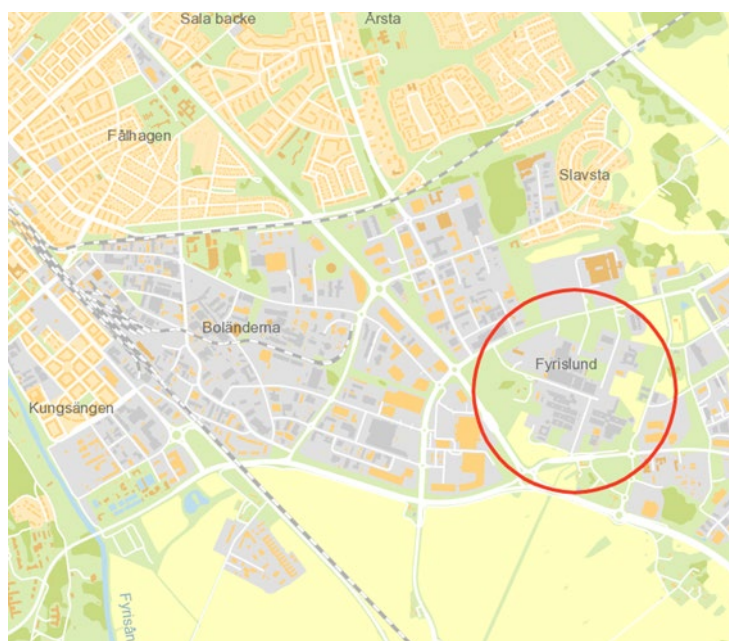 Sala backe
Årsta
Fålhagen
Slavsta
Boländerna
Fyrislund
Kungsängen
Fyrisån